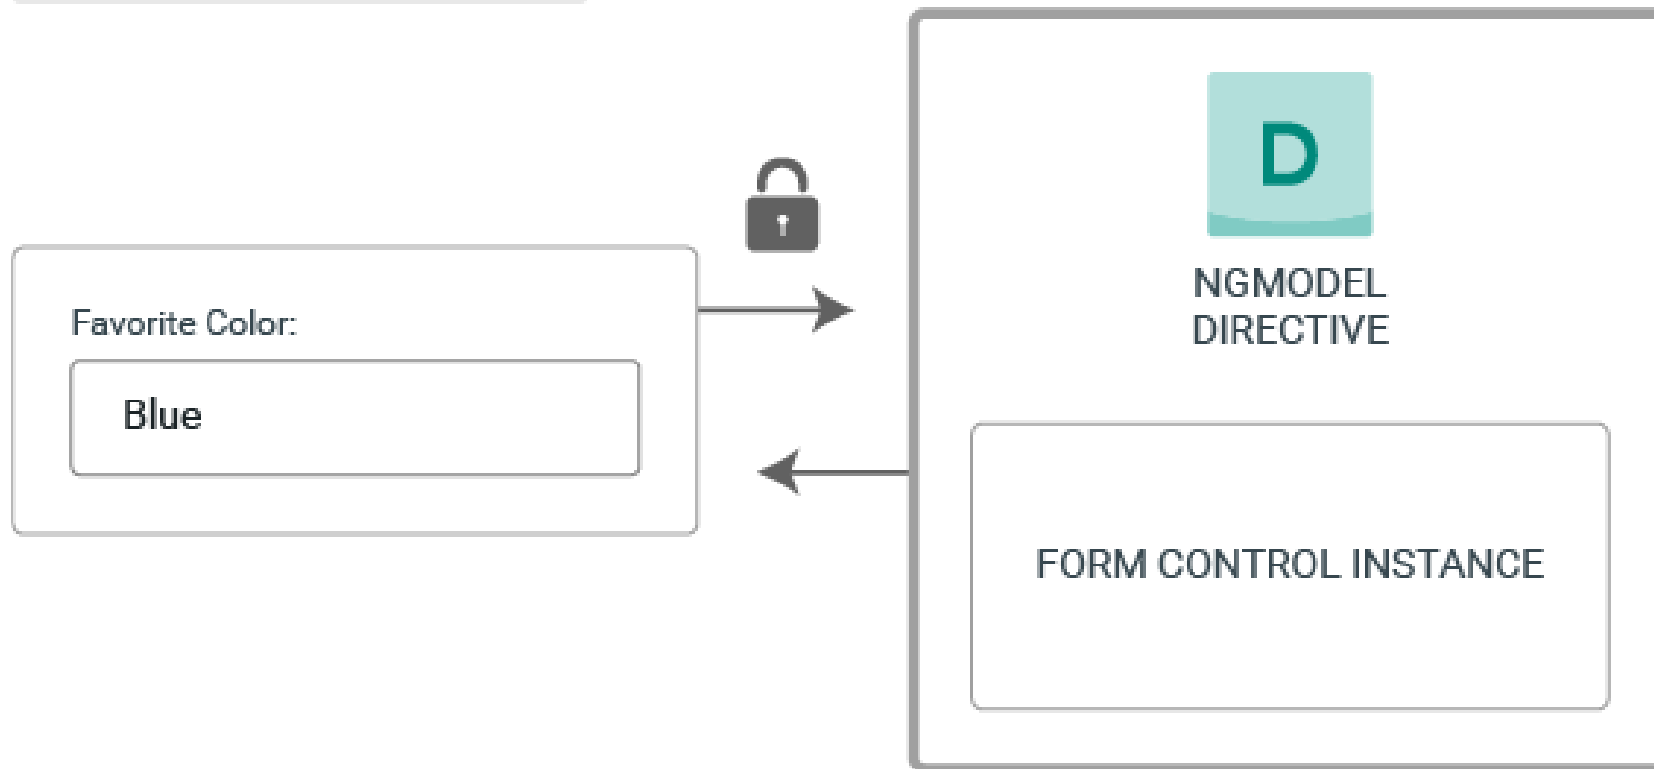 D
NGMODEL
DIRECTIVE
Favorite Color:
Blue
FORM CONTROL INSTANCE